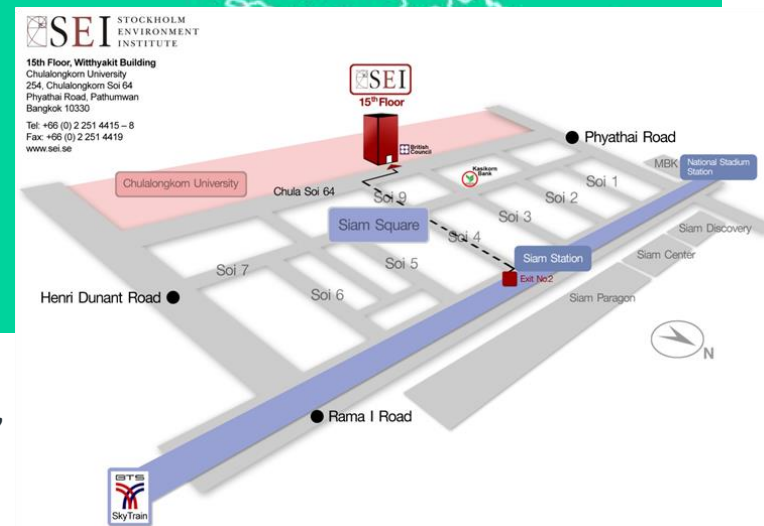 SEI STOCKHOLM
ENVIRONMENT
INSTITUTE
15th Floor, Witthyakit Building
Chulalongkorn University
254, Chulalongkorn Soi 64
Phyathai Road, Pathumwan
Bangkok 10330
Tel: +66 (0) 2 251 4415 – 8
Fax: +66 (0) 2 251 4419
www.sei.se
SEI
15th Floor
British
Council
Phyathai Road
MBK
National Stadium
Station
Kasikorn
Bank
Chulalongkorn University
Chula Soi 64
Soi 9
Soi 1
Soi 2
Soi 3
Siam Square
Soi 4
Siam Discovery
Siam Center
Siam Station
Soi 5
Soi 7
Exit No.2
Soi 6
Siam Paragon
Henri Dunant Road
N
Rama I Road
BTS
SkyTrain
,